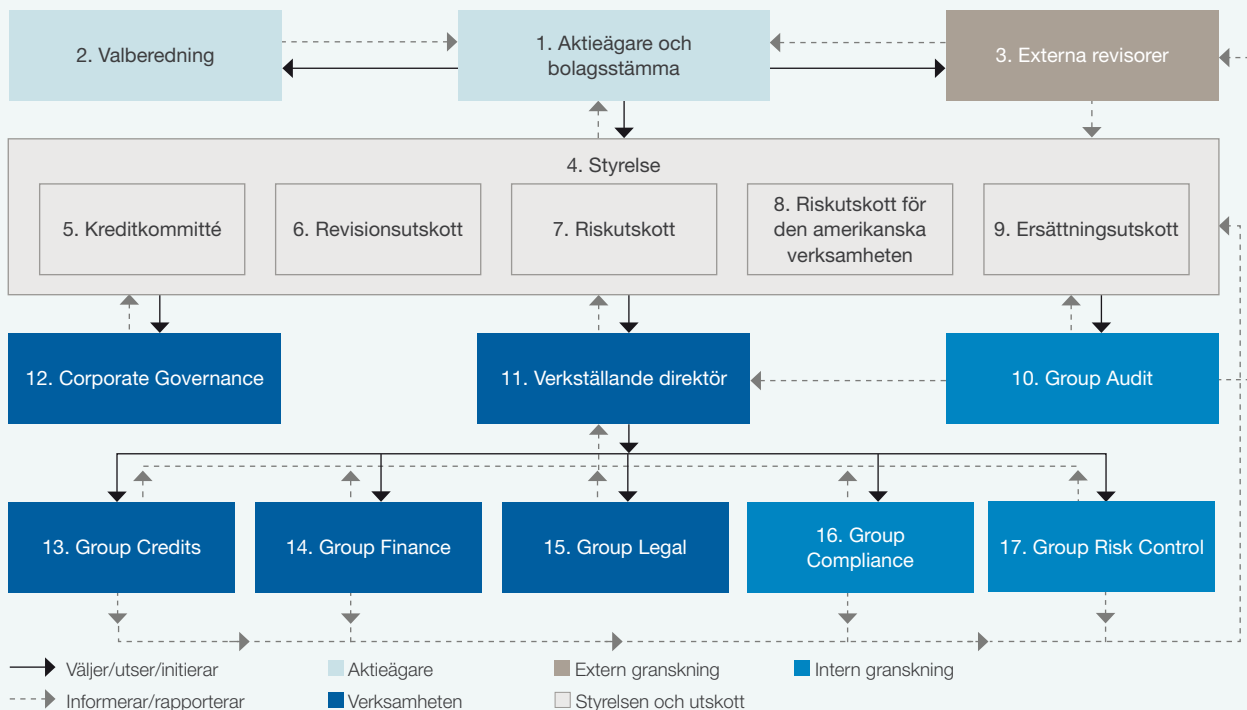 2. Valberedning
1. Aktieägare och
bolagsstämma
3. Externa revisorer
4. Styrelse
5. Kreditkommitté
6. Revisionsutskott
7. Riskutskott
8. Riskutskott för
den amerikanska
verksamheten
9. Ersättningsutskott
12. Corporate Governance
11. Verkställande direktör
10. Group Audit
13. Group Credits
14. Group Finance
15. Group Legal
16. Group
Compliance
17. Group Risk Control
Väljer/utser/initierar
Aktieägare
Extern granskning
Intern granskning
Informerar/rapporterar
Verksamheten
Styrelsen och utskott